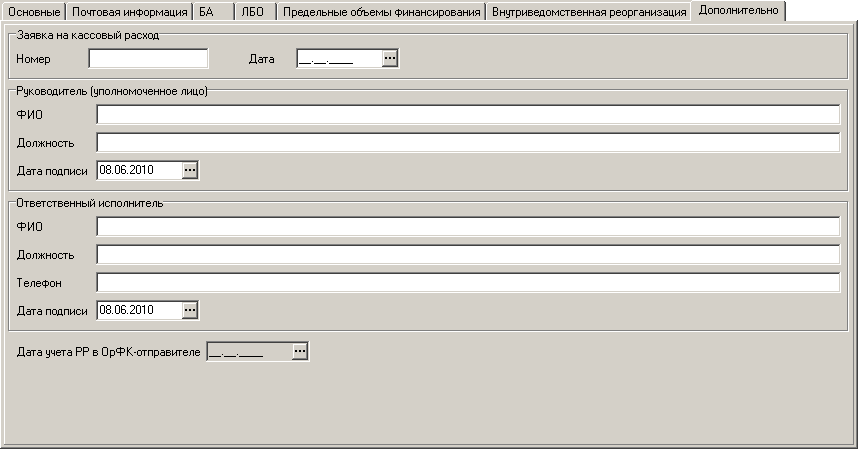 Основные Почтовая информация БА ЛБО Предельные объемы финансирования Внутриведомственная реорганизация Дополнительно
Заявка на кассовый расход
Номер Дата __.__.____ ...
Руководитель (уполномоченное лицо)
ФИО
Должность
Дата подписи 08.06.2010 ...
Ответственный исполнитель
ФИО
Должность
Телефон
Дата подписи 08.06.2010 ...
Дата учета РР в ОрФК-отправителе __.__.____ ...